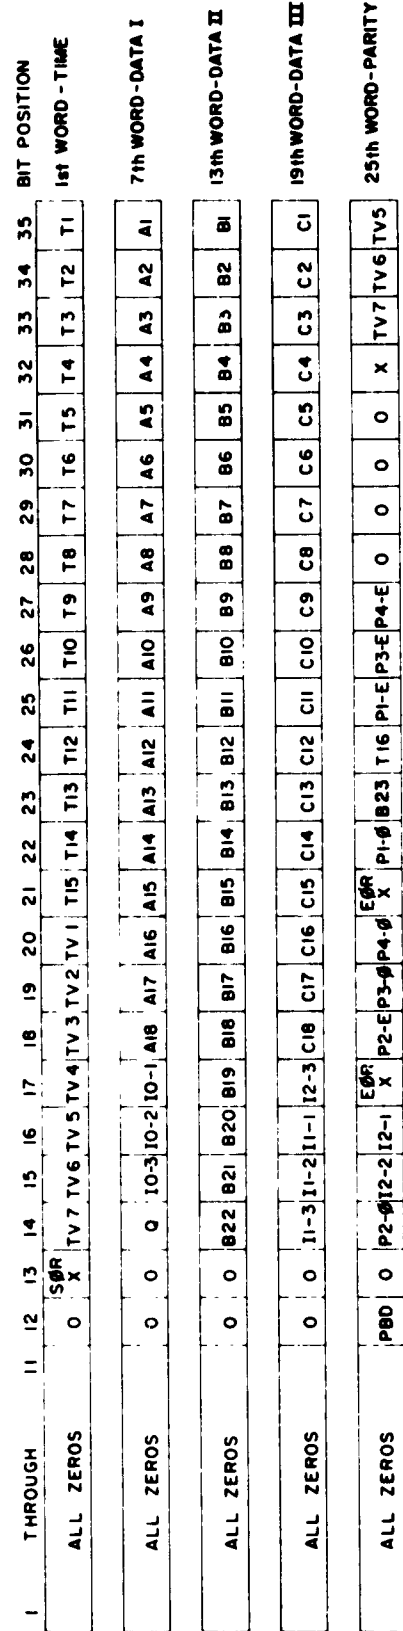 1 THROUGH 11 12 13 14 15 16 17 18 19 20 21 22 23 24 25 26 27 28 29 30 31 32 33 34 35 BIT POSITION
ALL ZEROS 0 SØR X TV7 TV6 TV5 TV4 TV3 TV2 TV1 T15 T14 T13 T12 T11 T10 T9 T8 T7 T6 T5 T4 T3 T2 T1 1st WORD-TIME
ALL ZEROS 0 0 Q I0-3 I0-2 I0-1 A18 A17 A16 A15 A14 A13 A12 A11 A10 A9 A8 A7 A6 A5 A4 A3 A2 A1 7th WORD-DATA I
ALL ZEROS 0 0 B22 B21 B20 B19 B18 B17 B16 B15 B14 B13 B12 B11 B10 B9 B8 B7 B6 B5 B4 B3 B2 B1 13th WORD-DATA II
ALL ZEROS 0 0 I1-3 I1-2 I1-1 I2-3 C18 C17 C16 C15 C14 C13 C12 C11 C10 C9 C8 C7 C6 C5 C4 C3 C2 C1 19th WORD-DATA III
ALL ZEROS PBD 0 P2-Ø I2-2 I2-1 EØR X P2-E P3-Ø P4-Ø EØR X P1-Ø B23 T16 P1-E P3-E P4-E 0 0 0 0 X TV7 TV6 TV5 25th WORD-PARITY